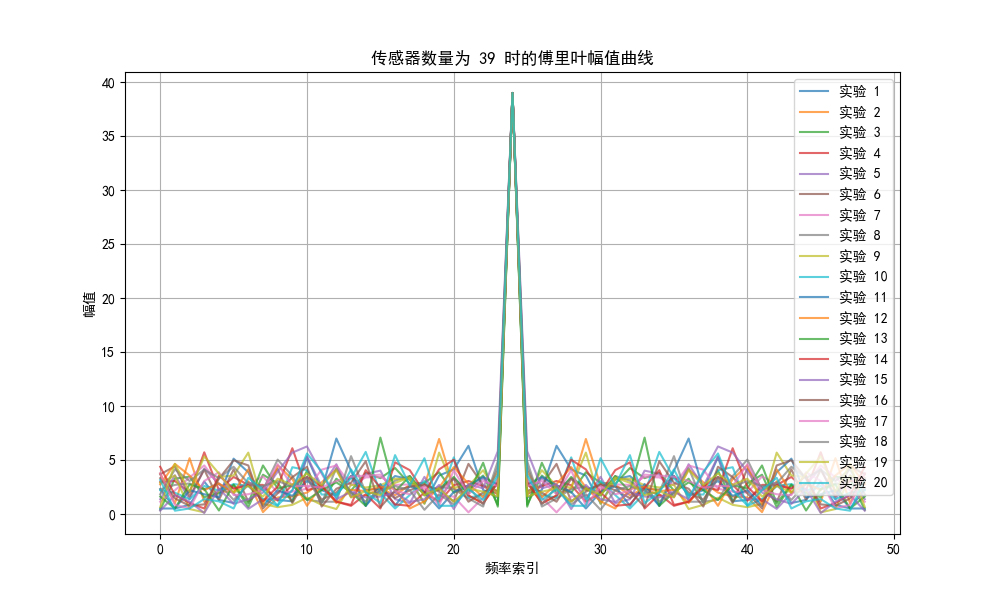 传感器数量为 39 时的傅里叶幅值曲线
40
35
30
25
20
15
10
5
0
幅值
0 10 20 30 40 50
频率索引
实验 1
实验 2
实验 3
实验 4
实验 5
实验 6
实验 7
实验 8
实验 9
实验 10
实验 11
实验 12
实验 13
实验 14
实验 15
实验 16
实验 17
实验 18
实验 19
实验 20